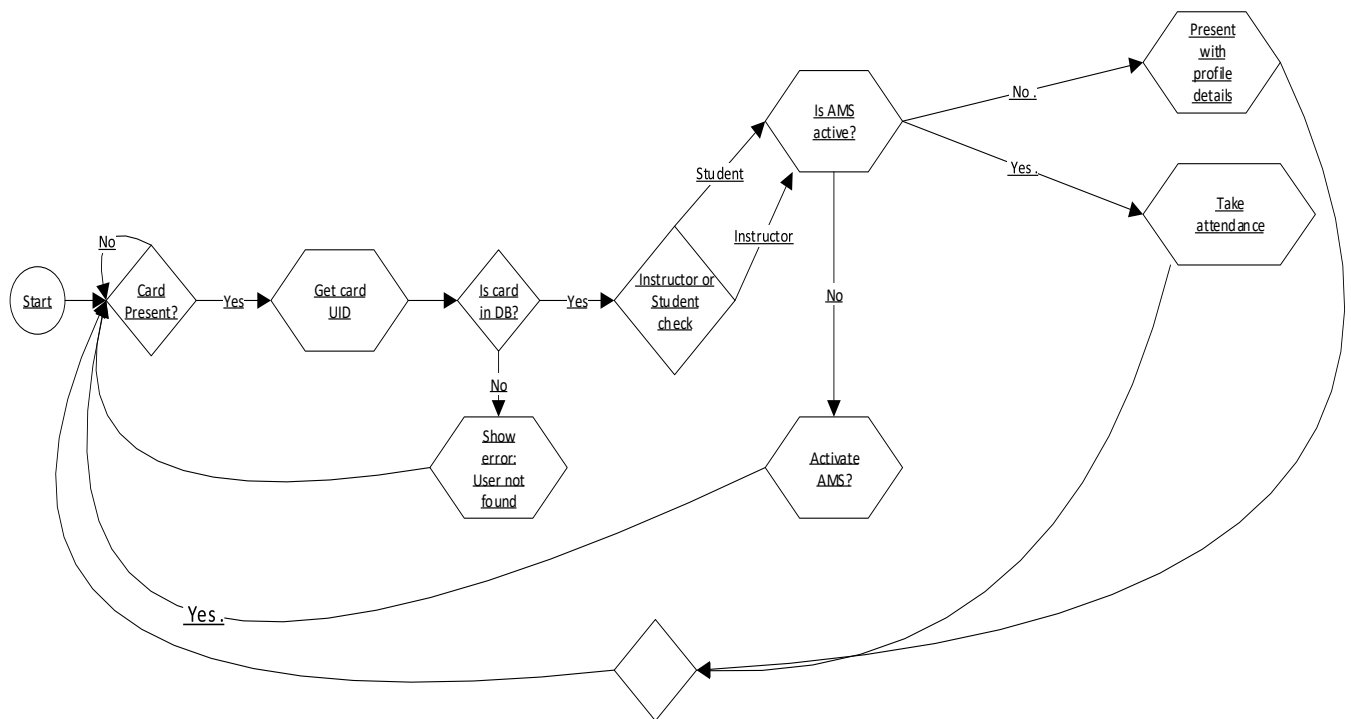 Present
with
profile
details
Is AMS
active?
No.
Yes.
Student
Take
attendance
Instructor
No
Start
Card
Present?
Yes
Get card
UID
Is card
in DB?
Yes
Instructor or
Student
check
No
No
Show
error:
User not
found
Activate
AMS?
Yes.